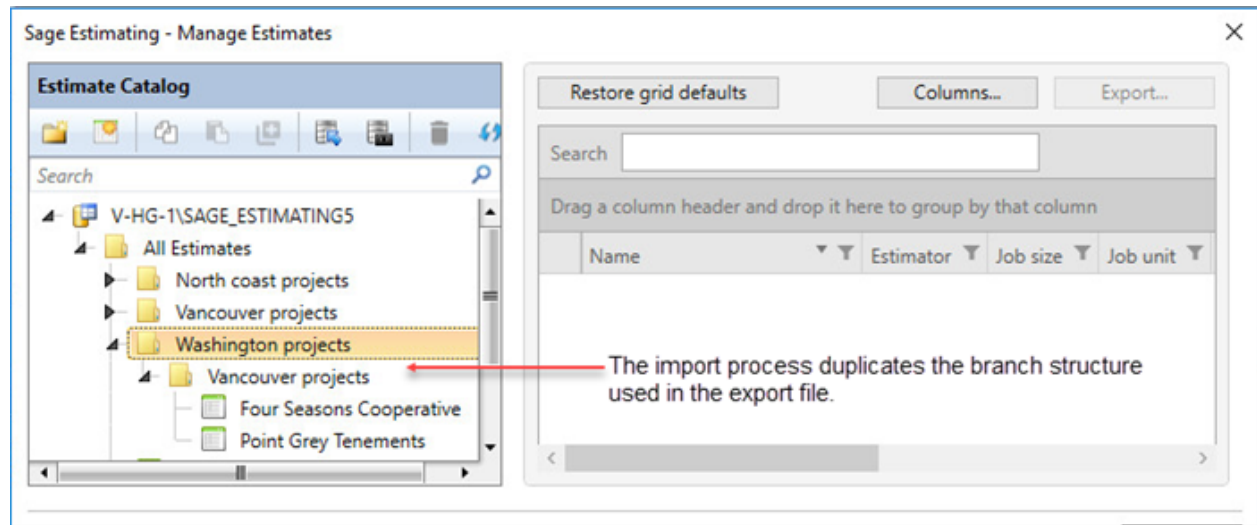 Sage Estimating - Manage Estimates
Estimate Catalog
Search
V-HG-1\SAGE_ESTIMATING5
All Estimates
North coast projects
Vancouver projects
Washington projects
Vancouver projects
Four Seasons Cooperative
Point Grey Tenements
Restore grid defaults
Columns...
Export...
Search
Drag a column header and drop it here to group by that column
Name Estimator Job size Job unit
The import process duplicates the branch structure
used in the export file.